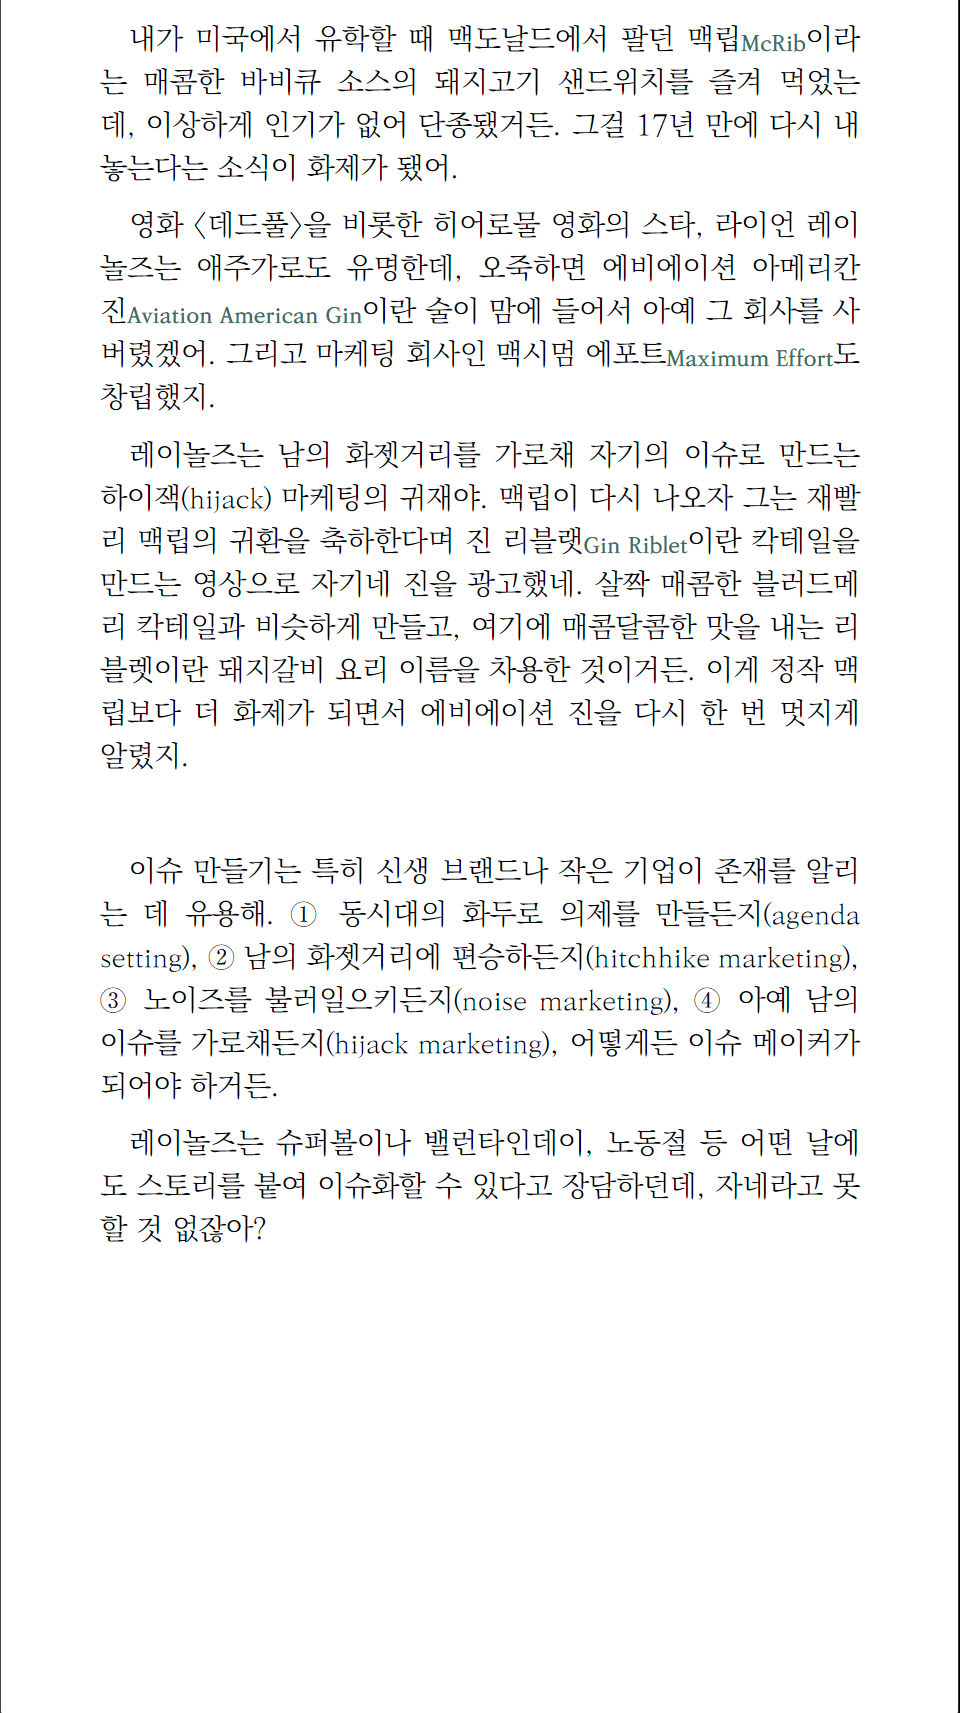 내가 미국에서 유학할 때 맥도날드에서 팔던 맥립McRib이라
는 매콤한 바비큐 소스의 돼지고기 샌드위치를 즐겨 먹었는
데, 이상하게 인기가 없어 단종됐거든. 그걸 17년 만에 다시 내
놓는다는 소식이 화제가 됐어.
영화 〈데드풀〉을 비롯한 히어로물 영화의 스타, 라이언 레이
놀즈는 애주가로도 유명한데, 오죽하면 에비에이션 아메리칸
진Aviation American Gin이란 술이 맘에 들어서 아예 그 회사를 사
버렸겠어. 그리고 마케팅 회사인 맥시멈 에포트Maximum Effort도
창립했지.
레이놀즈는 남의 화젯거리를 가로채 자기의 이슈로 만드는
하이잭(hijack) 마케팅의 귀재야. 맥립이 다시 나오자 그는 재빨
리 맥립의 귀환을 축하한다며 진 리블랫Gin Riblet이란 칵테일을
만드는 영상으로 자기네 진을 광고했네. 살짝 매콤한 블러드메
리 칵테일과 비슷하게 만들고, 여기에 매콤달콤한 맛을 내는 리
블렛이란 돼지갈비 요리 이름을 차용한 것이거든. 이게 정작 맥
립보다 더 화제가 되면서 에비에이션 진을 다시 한 번 멋지게
알렸지.
이슈 만들기는 특히 신생 브랜드나 작은 기업이 존재를 알리
는 데 유용해. ① 동시대의 화두로 의제를 만들든지(agenda
setting), ② 남의 화젯거리에 편승하든지(hitchhike marketing),
③ 노이즈를 불러일으키든지(noise marketing), ④ 아예 남의
이슈를 가로채든지(hijack marketing), 어떻게든 이슈 메이커가
되어야 하거든.
레이놀즈는 슈퍼볼이나 밸런타인데이, 노동절 등 어떤 날에
도 스토리를 붙여 이슈화할 수 있다고 장담하던데, 자네라고 못
할 것 없잖아?